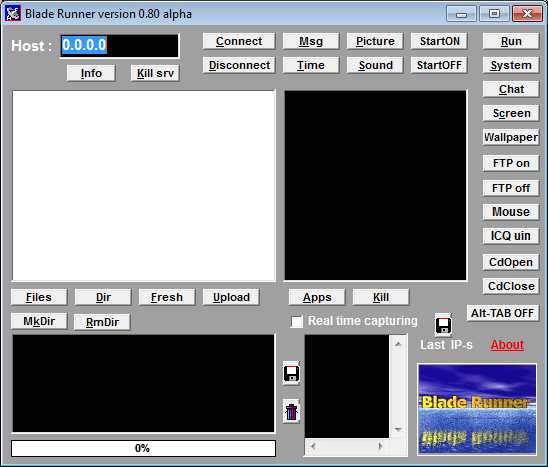 Blade Runner version 0.80 alpha
Host : 0.0.0.0 Connect Msg Picture StartON Run
Info Kill srv Disconnect Time Sound StartOFF System
Chat
Screen
Wallpaper
FTP on
FTP off
Mouse
ICQ uin
CdOpen
CdClose
Files Dir Fresh Upload Apps Kill
MkDir RmDir Real time capturing Alt-TAB OFF
Last IP-s About
Blade Runner
0%